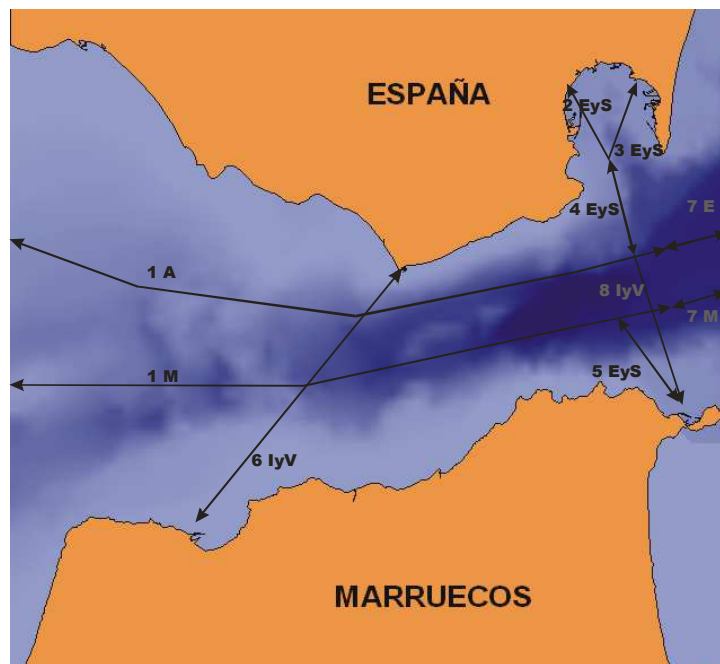 ESPAÑA
2 EyS
3 EyS
4 EyS
7 E
1 A
8 IyV
7 M
1 M
5 EyS
6 IyV
MARRUECOS